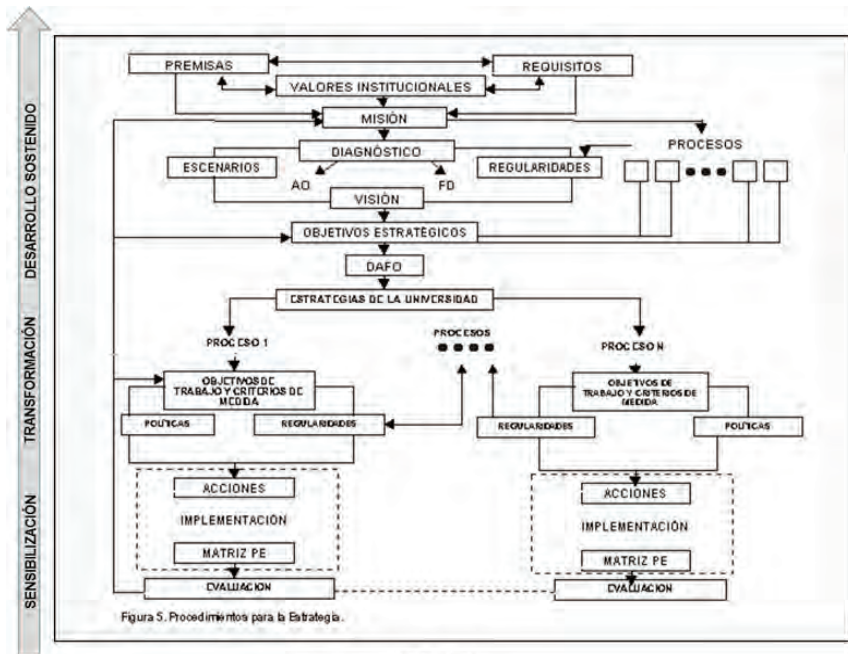 DESARROLLO SOSTENIDO
TRANSFORMACIÓN
SENSIBILIZACIÓN
PREMISAS
REQUISITOS
VALORES INSTITUCIONALES
MISIÓN
DIAGNÓSTICO
PROCESOS
ESCENARIOS
REGULARIDADES
AO
FD
VISIÓN
OBJETIVOS ESTRATÉGICOS
DAFO
ESTRATEGIAS DE LA UNIVERSIDAD
PROCESO 1
PROCESOS
PROCESO N
OBJETIVOS DE
TRABAJO Y CRITERIOS DE
MEDIDA
OBJETIVOS DE
TRABAJO Y CRITERIOS DE
MEDIDA
POLÍTICAS
REGULARIDADES
REGULARIDADES
POLÍTICAS
ACCIONES
IMPLEMENTACIÓN
MATRIZ PE
EVALUACION
ACCIONES
IMPLEMENTACIÓN
MATRIZ PE
EVALUACION
Figura 5. Procedimientos para la Estrategia.